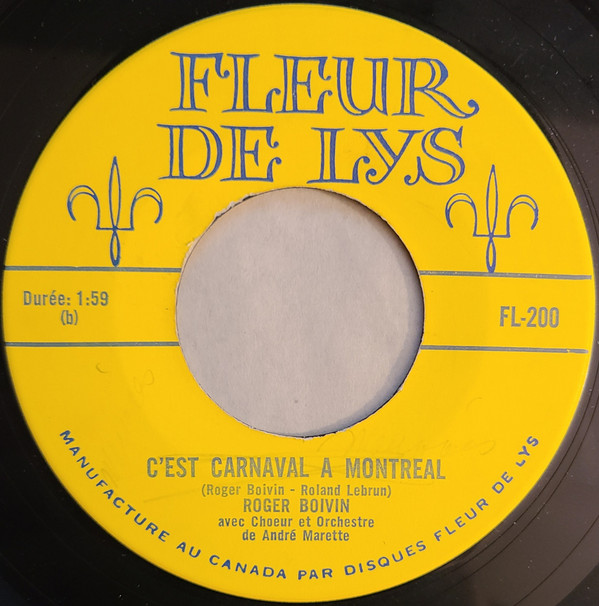 FLEUR
DE LYS
Durée: 1:59
(b)
FL-200
C'EST CARNAVAL A MONTREAL
(Roger Boivin - Roland Lebrun)
ROGER BOIVIN
avec Choeur et Orchestre
de André Marette
MANUFACTURE AU CANADA PAR DISQUES FLEUR DE LYS